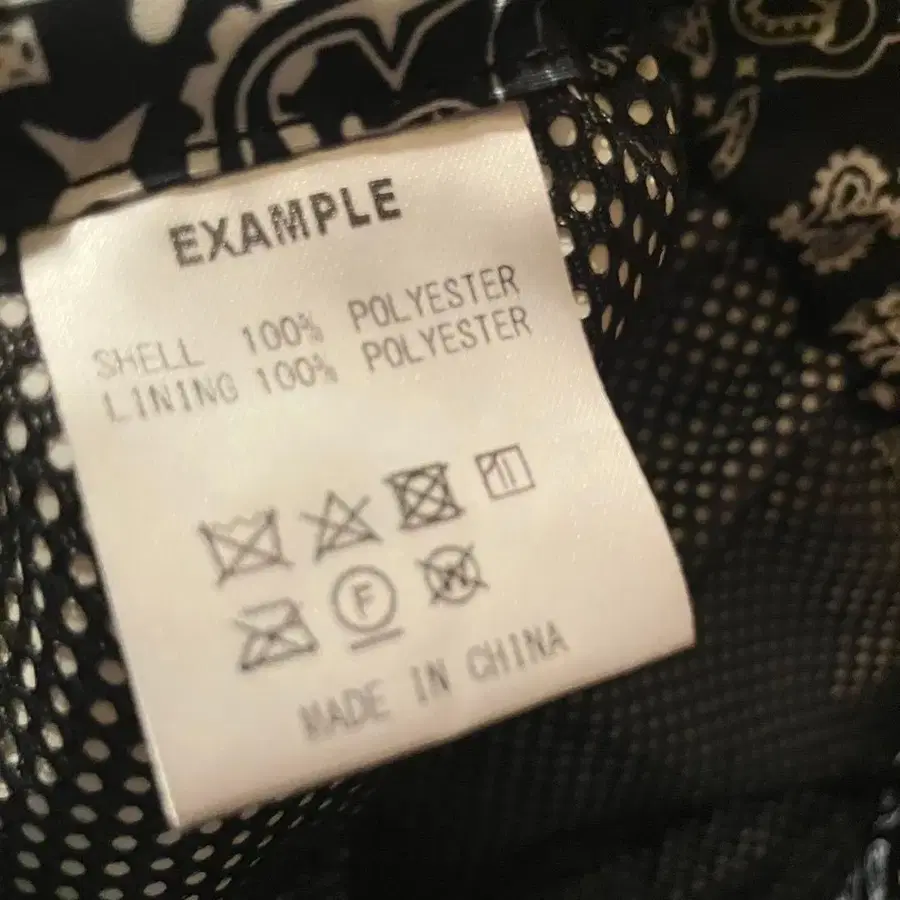 EXAMPLE
SHELL 100% POLYESTER
LINING 100% POLYESTER
F
W
MADE IN CHINA